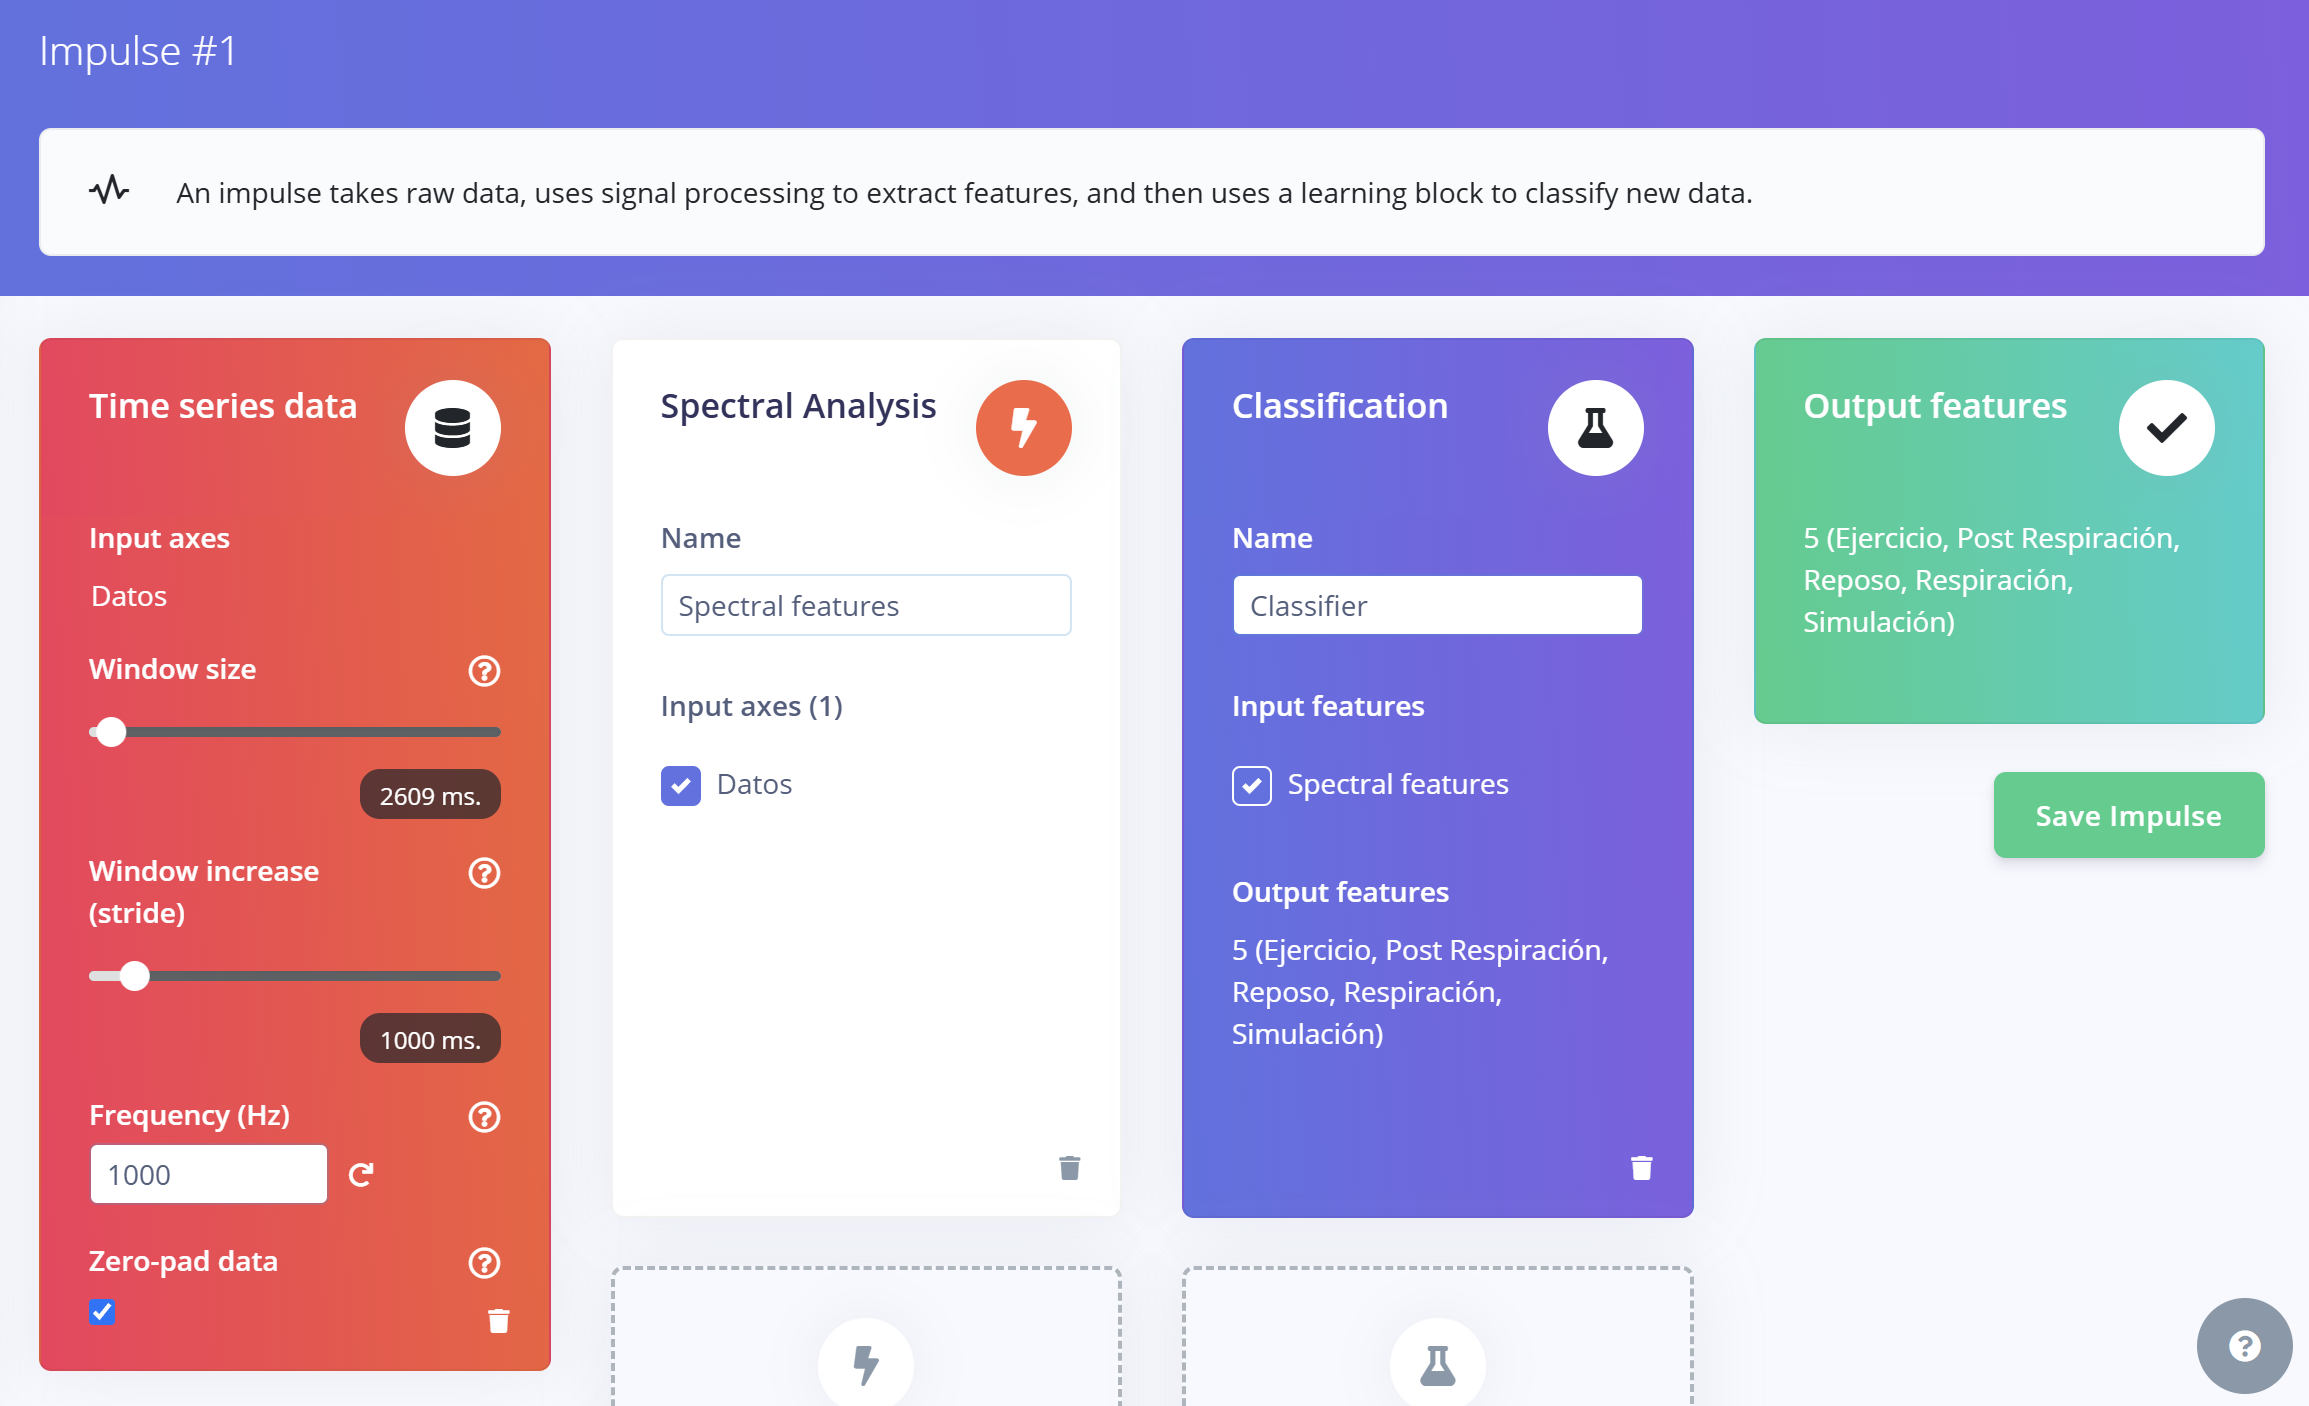 Impulse #1
An impulse takes raw data, uses signal processing to extract features, and then uses a learning block to classify new data.
Time series data
Input axes
Datos
Window size
2609 ms.
Window increase
(stride)
1000 ms.
Frequency (Hz)
1000
Zero-pad data
Spectral Analysis
Name
Spectral features
Input axes (1)
Datos
Classification
Name
Classifier
Input features
Spectral features
Output features
5 (Ejercicio, Post Respiración,
Reposo, Respiración,
Simulación)
Output features
5 (Ejercicio, Post Respiración,
Reposo, Respiración,
Simulación)
Save Impulse